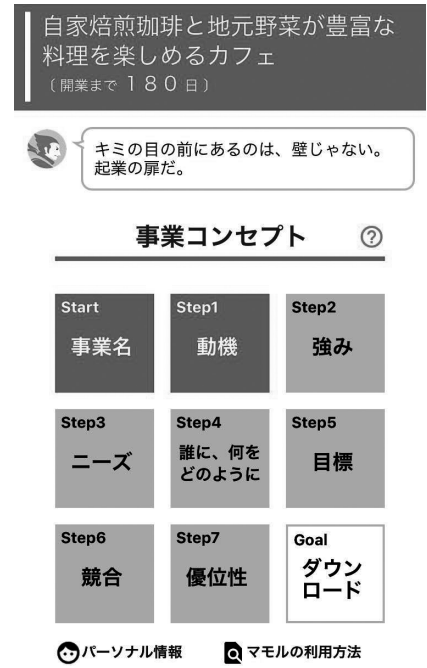 自家焙煎珈琲と地元野菜が豊富な
料理を楽しめるカフェ
〔開業まで 180 日〕
キミの目の前にあるのは、壁じゃない。
起業の扉だ。
事業コンセプト ?
Start
事業名
Step1
動機
Step2
強み
Step3
ニーズ
Step4
誰に、何を
どのように
Step5
目標
Step6
競合
Step7
優位性
Goal
ダウン
ロード
パーソナル情報
マモルの利用方法